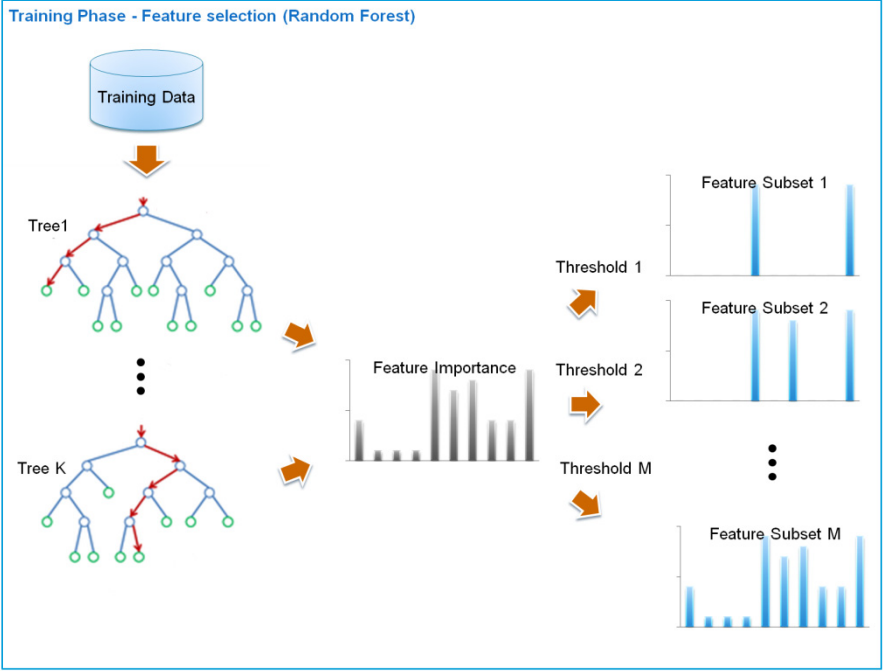 Training Phase - Feature selection (Random Forest)
Training Data
Tree1
Tree K
Feature Importance
Threshold 1
Threshold 2
Threshold M
Feature Subset 1
Feature Subset 2
Feature Subset M